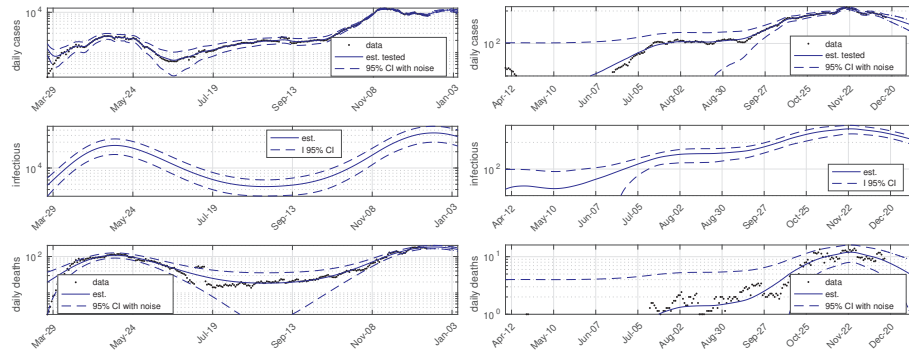 daily cases
10^4
data
est. tested
95% CI with noise
Mar-29
May-24
Jul-19
Sep-13
Nov-08
Jan-03
daily cases
10^2
data
est. tested
95% CI with noise
Apr-12
May-10
Jun-07
Jul-05
Aug-02
Aug-30
Sep-27
Oct-25
Nov-22
Dec-20
infectious
10^4
est.
I 95% CI
Mar-29
May-24
Jul-19
Sep-13
Nov-08
Jan-03
infectious
10^2
est.
I 95% CI
Apr-12
May-10
Jun-07
Jul-05
Aug-02
Aug-30
Sep-27
Oct-25
Nov-22
Dec-20
daily deaths
10^2
data
est.
95% CI with noise
Mar-29
May-24
Jul-19
Sep-13
Nov-08
Jan-03
daily deaths
10^1
10^0
data
est.
95% CI with noise
Apr-12
May-10
Jun-07
Jul-05
Aug-02
Aug-30
Sep-27
Oct-25
Nov-22
Dec-20